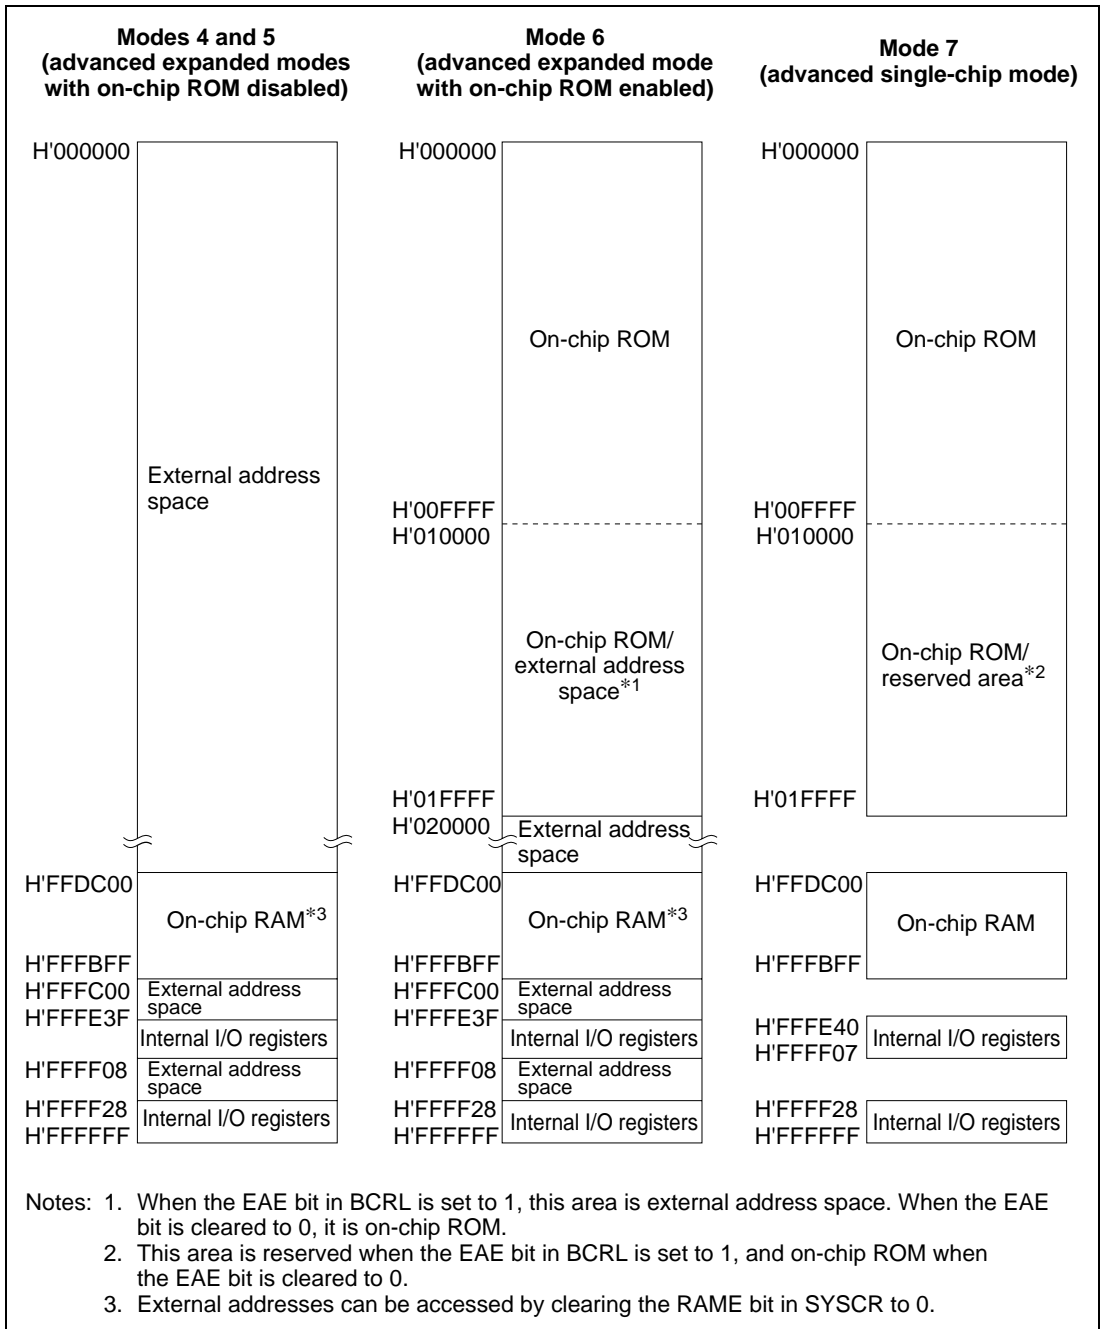 Modes 4 and 5
(advanced expanded modes
with on-chip ROM disabled)
H'000000
External address
space
H'FFDC00
On-chip RAM*3
H'FFFBFF
H'FFFC00
External address
space
H'FFFE3F
Internal I/O registers
H'FFFF08
External address
space
H'FFFF28
Internal I/O registers
H'FFFFFF
Mode 6
(advanced expanded mode
with on-chip ROM enabled)
H'000000
On-chip ROM
H'00FFFF
H'010000
On-chip ROM/
external address
space*1
H'01FFFF
H'020000
External address
space
H'FFDC00
On-chip RAM*3
H'FFFBFF
H'FFFC00
External address
space
H'FFFE3F
Internal I/O registers
H'FFFF08
External address
space
H'FFFF28
Internal I/O registers
H'FFFFFF
Mode 7
(advanced single-chip mode)
H'000000
On-chip ROM
H'00FFFF
H'010000
On-chip ROM/
reserved area*2
H'01FFFF
H'FFDC00
On-chip RAM
H'FFFBFF
H'FFFE40
Internal I/O registers
H'FFFF07
H'FFFF28
Internal I/O registers
H'FFFFFF
Notes: 1. When the EAE bit in BCRL is set to 1, this area is external address space. When the EAE
bit is cleared to 0, it is on-chip ROM.
2. This area is reserved when the EAE bit in BCRL is set to 1, and on-chip ROM when
the EAE bit is cleared to 0.
3. External addresses can be accessed by clearing the RAME bit in SYSCR to 0.